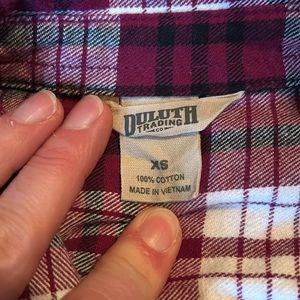 DULUTH
TRADING
CO
XS
100% COTTON
MADE IN VIETNAM